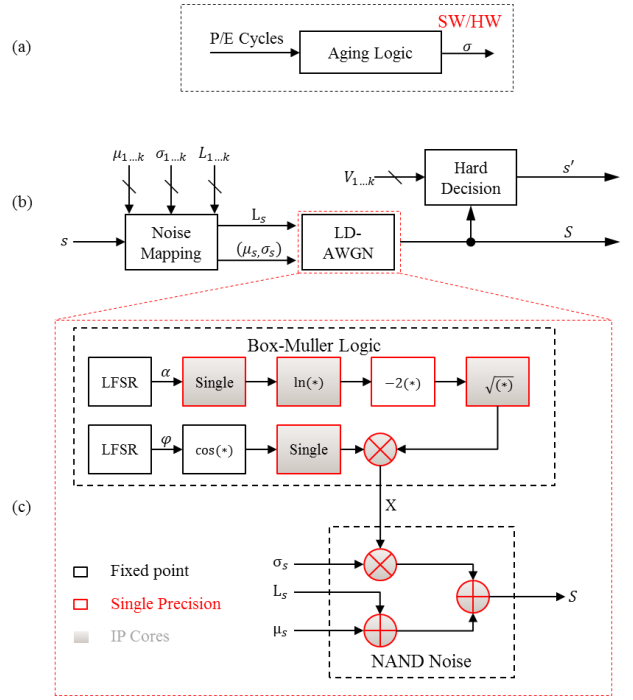 SW/HW
P/E Cycles
Aging Logic
σ
(a)
μ₁…ₖ σ₁…ₖ L₁…ₖ
V₁…ₖ
Hard
Decision
s′
(b)
s
Noise
Mapping
Lₛ
(μₛ,σₛ)
LD-
AWGN
S
Box-Muller Logic
LFSR
α
Single
ln(*)
−2(*)
√(*)
LFSR
φ
cos(*)
Single
X
(c)
σₛ
Lₛ
μₛ
S
NAND Noise
Fixed point
Single Precision
IP Cores